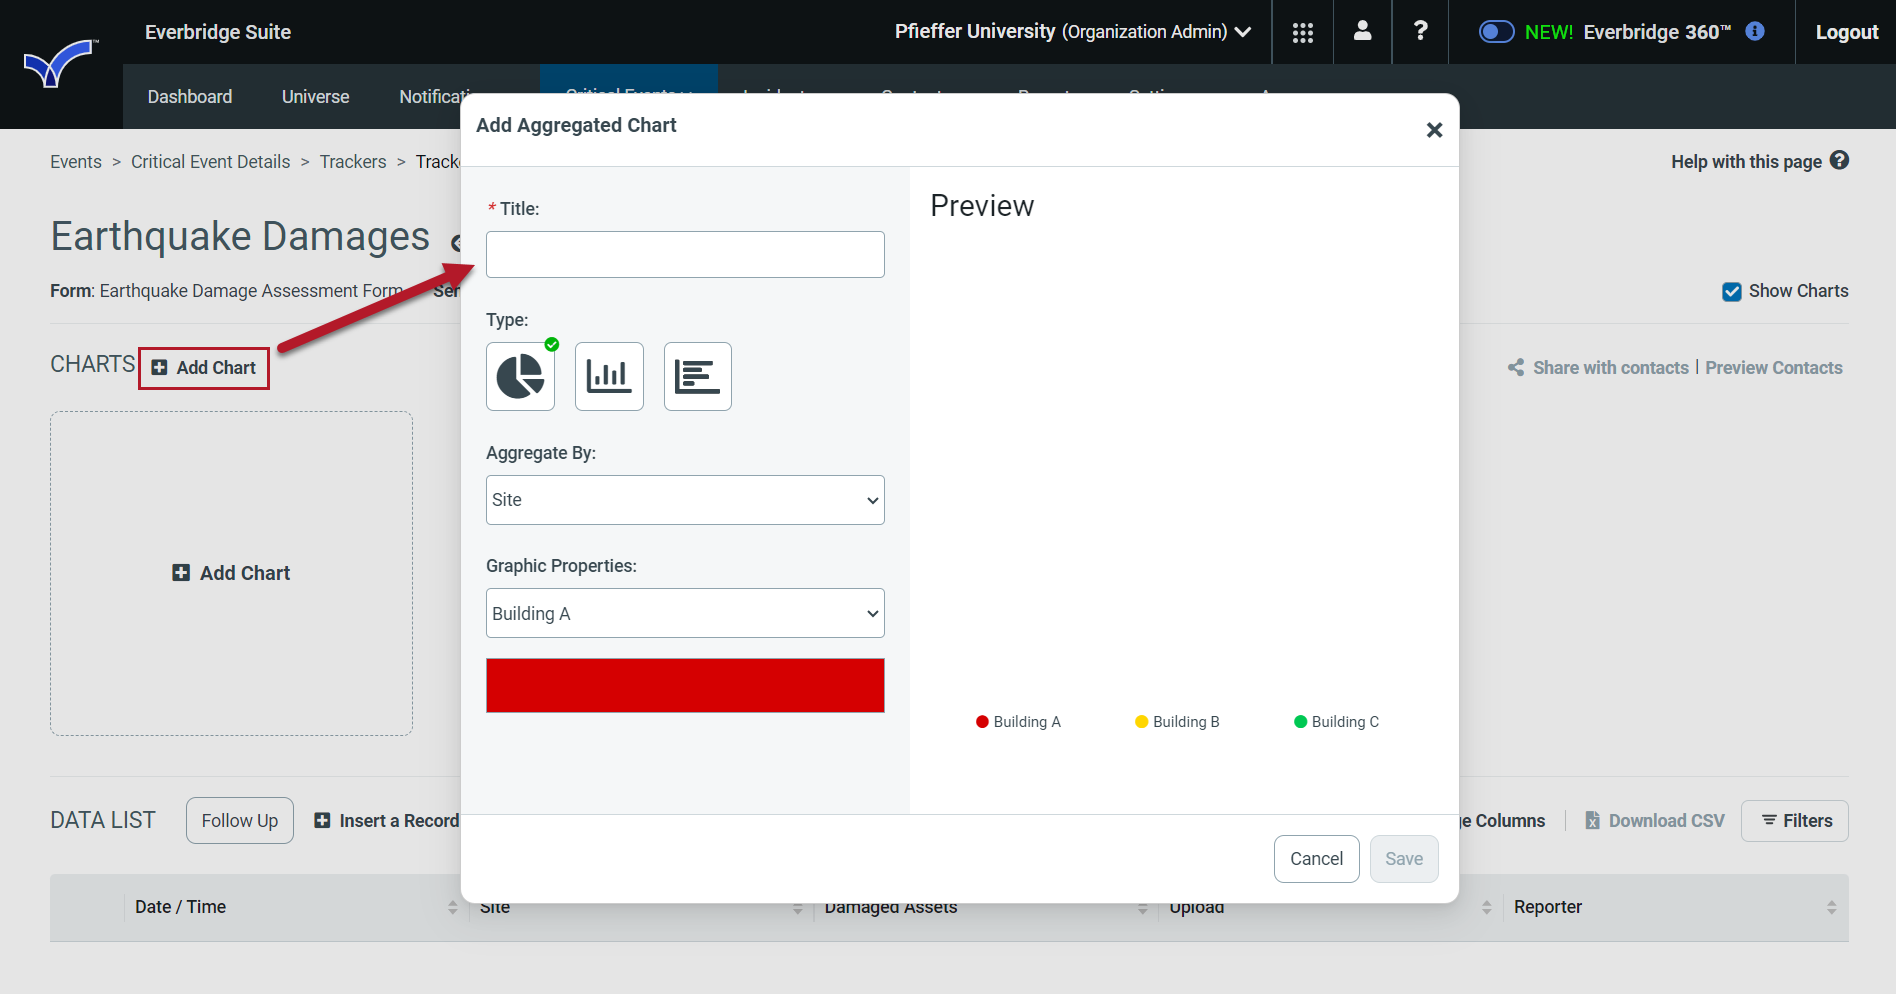 Everbridge Suite
Pfieffer University (Organization Admin)
NEW! Everbridge 360™
Logout
Dashboard
Universe
Critical Events
Events > Critical Event Details > Trackers >
Help with this page
Earthquake Damages
Form: Earthquake Damage Assessment Form
Show Charts
CHARTS
Add Chart
Share with contacts | Preview Contacts
Add Chart
Add Aggregated Chart
* Title:
Type:
Aggregate By:
Site
Graphic Properties:
Building A
Preview
Building A
Building B
Building C
Cancel
Save
DATA LIST
Follow Up
Insert a Record
Columns
Download CSV
Filters
Date / Time
Site
Damaged Assets
Upload
Reporter